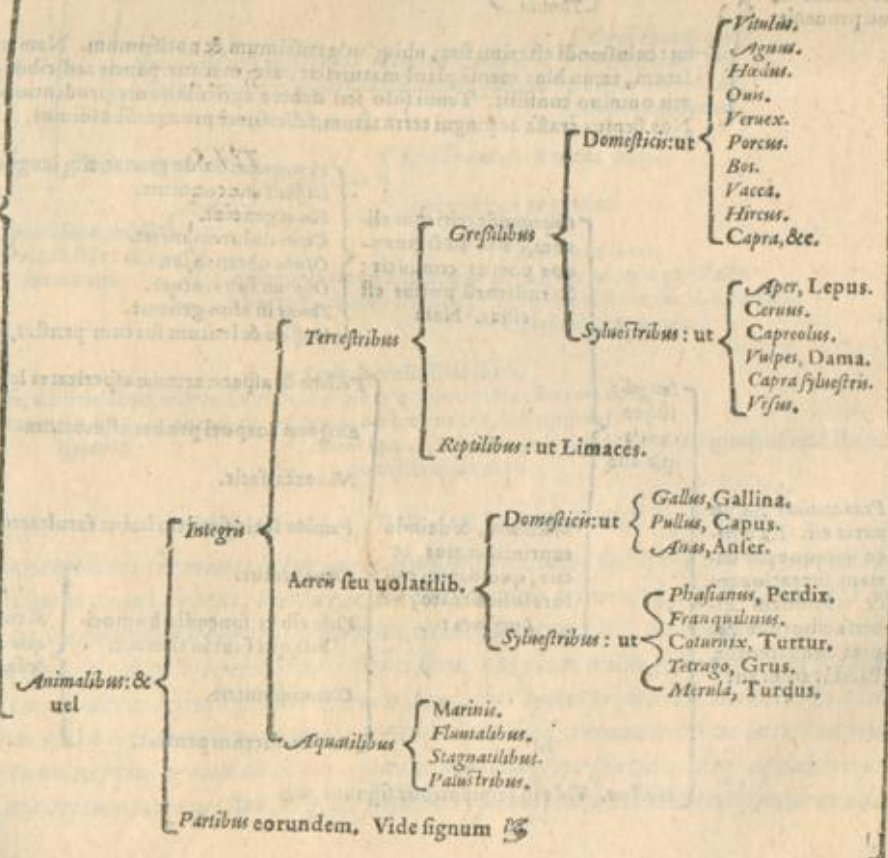 Vitulus.
Agnus.
Hœdus.
Ouis.
Veruex.
Domesticis: ut
Porcus.
Bos.
Vacca.
Hircus.
Capra, &c.
Gresilibus
Aper, Lepus.
Ceruus.
Syluestribus : ut
Capreolus.
Vulpes, Dama.
Capra syluestris.
Vrsus.
Terrestribus
Reptilibus : ut Limaces.
Integris
Gallus, Gallina.
Domesticis: ut
Pullus, Capus.
Anas, Anser.
Aereis seu uolatilib.
Phasianus, Perdix.
Franquilinus.
Syluestribus : ut
Coturnix, Turtur.
Tetrago, Grus.
Merula, Turdus.
Animalibus: &
uel
Marinis.
Aquatilibus
Fluuialibus.
Stagnatilibus.
Palustribus.
Partibus eorundem. Vide signum